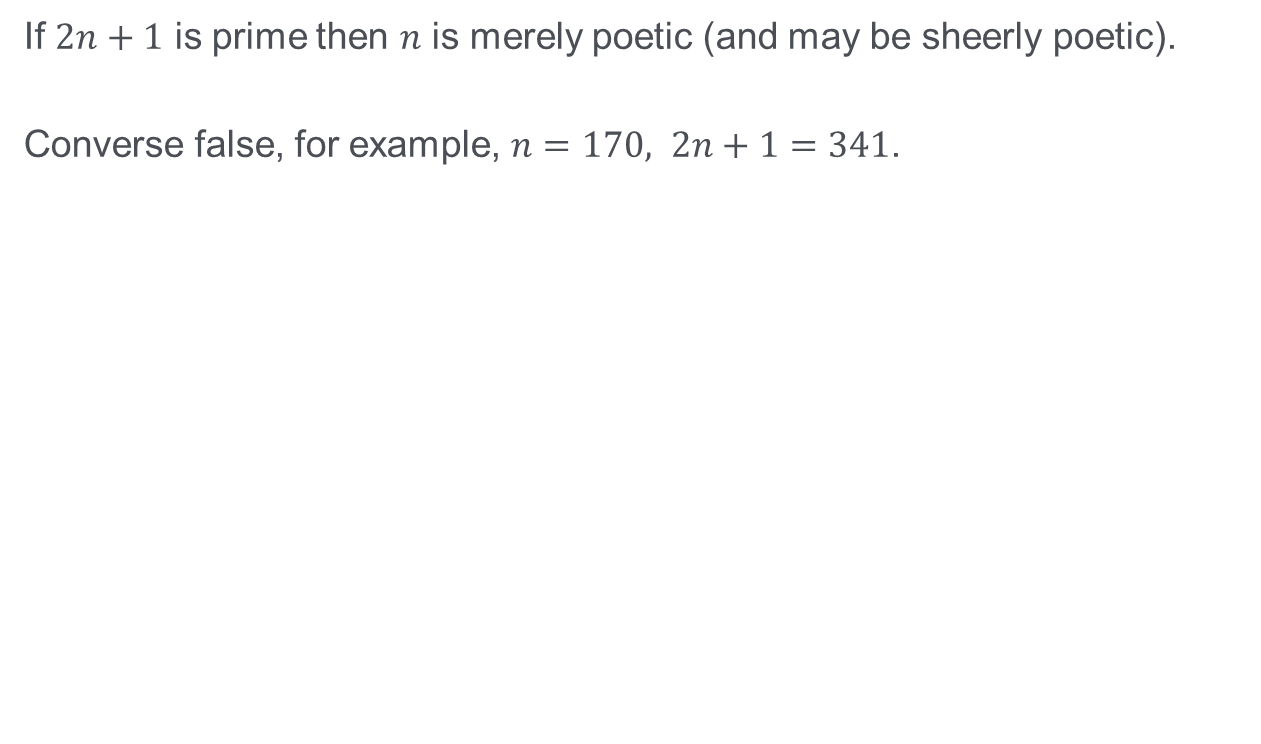 If 2𝑛 + 1 is prime then 𝑛 is merely poetic (and may be sheerly poetic).
Converse false, for example, 𝑛 = 170, 2𝑛 + 1 = 341.